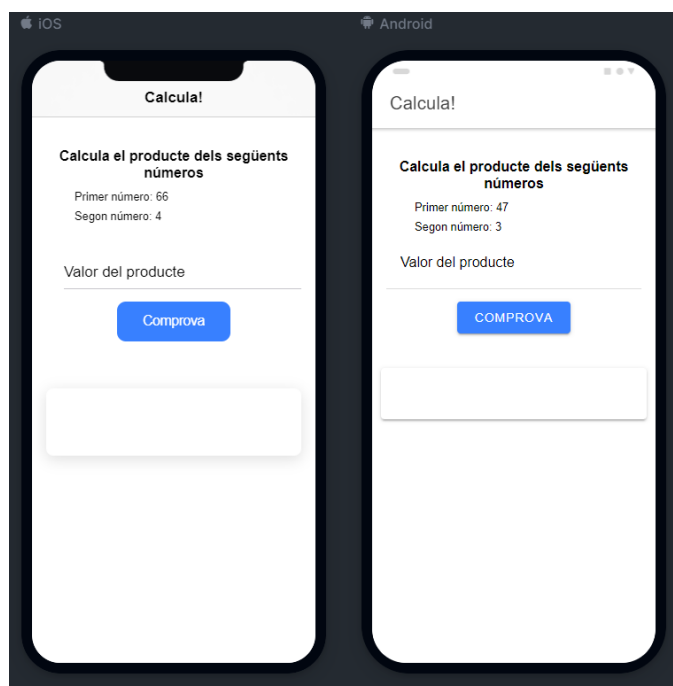 iOS
Calcula!
Calcula el producte dels següents
números
Primer número: 66
Segon número: 4
Valor del producte
Comprova
Android
Calcula!
Calcula el producte dels següents
números
Primer número: 47
Segon número: 3
Valor del producte
COMPROVA